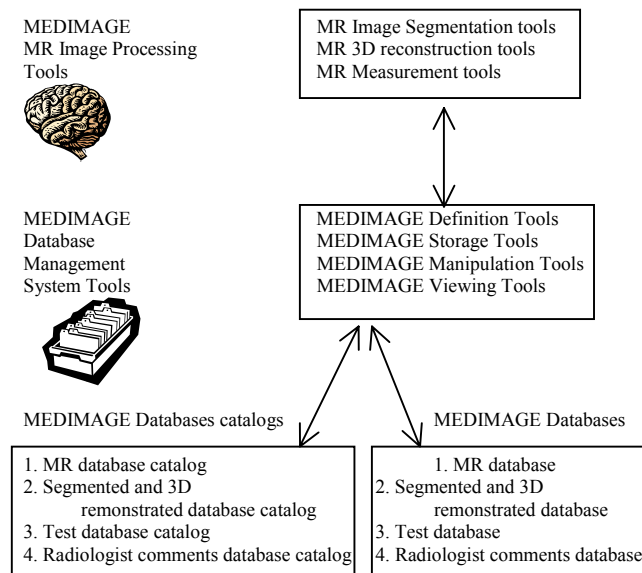 MEDIMAGE
MR Image Processing
Tools
MR Image Segmentation tools
MR 3D reconstruction tools
MR Measurement tools
MEDIMAGE
Database
Management
System Tools
MEDIMAGE Definition Tools
MEDIMAGE Storage Tools
MEDIMAGE Manipulation Tools
MEDIMAGE Viewing Tools
MEDIMAGE Databases catalogs
1. MR database catalog
2. Segmented and 3D
remonstrated database catalog
3. Test database catalog
4. Radiologist comments database catalog
MEDIMAGE Databases
1. MR database
2. Segmented and 3D
remonstrated database
3. Test database
4. Radiologist comments database